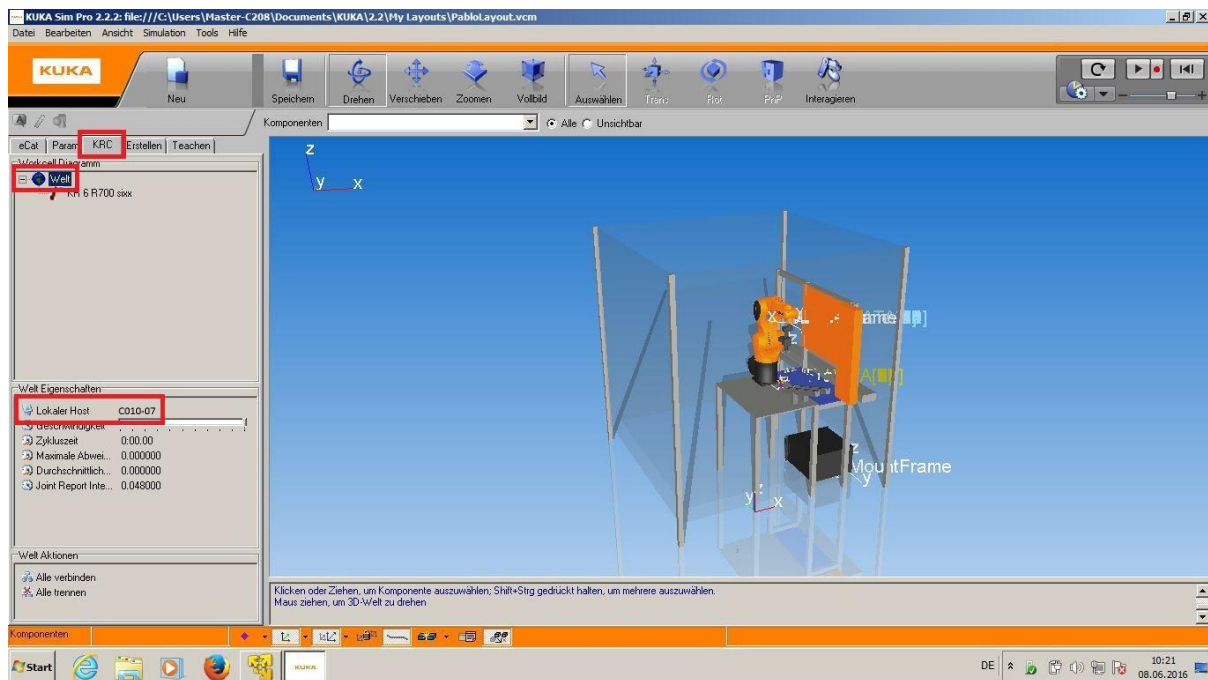 KUKA Sim Pro 2.2.2: file:///C:\Users\Master-C208\Documents\KUKA\2.2\My Layouts\PabloLayout.vcm
Datei Bearbeiten Ansicht Simulation Tools Hilfe
KUKA
Neu Speichern Drehen Verschieben Zoomen Vollbild Auswählen Trans Rot PnP Interagieren
Komponenten Alle Unsichtbar
eCat Param KRC Erstellen Teachen
Workcell Diagramm
Welt
KR 6 R700 sixx
z
y x
x
z
z
MountFrame
y
y z x
Welt Eigenschaften
Lokaler Host C010-07
Geschwindigkeit
Zykluszeit 0:00.00
Maximale Abwei... 0.000000
Durchschnittlich... 0.000000
Joint Report Inte... 0.048000
Welt Aktionen
Alle verbinden
Alle trennen
Klicken oder Ziehen, um Komponente auszuwählen; Shift+Strg gedrückt halten, um mehrere auszuwählen.
Maus ziehen, um 3D-Welt zu drehen
Komponenten
Start KUKA DE 10:21
08.06.2016